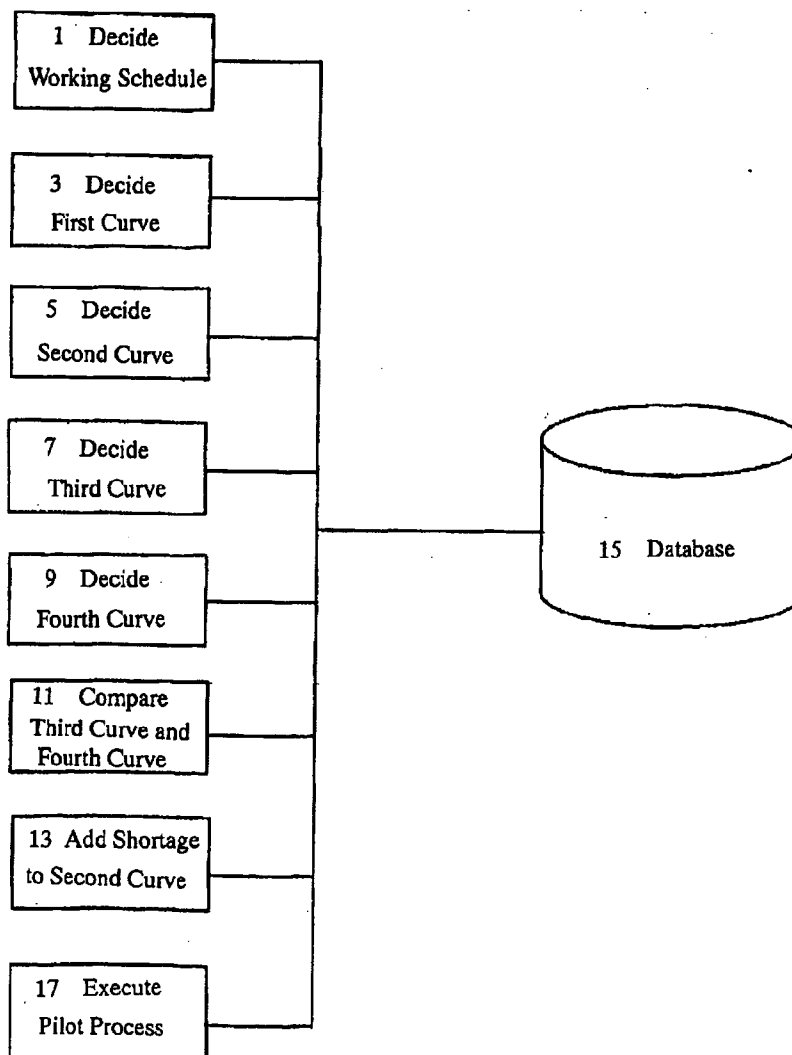 1 Decide
Working Schedule
3 Decide
First Curve
5 Decide
Second Curve
7 Decide
Third Curve
9 Decide
Fourth Curve
11 Compare
Third Curve and
Fourth Curve
13 Add Shortage
to Second Curve
17 Execute
Pilot Process
15 Database